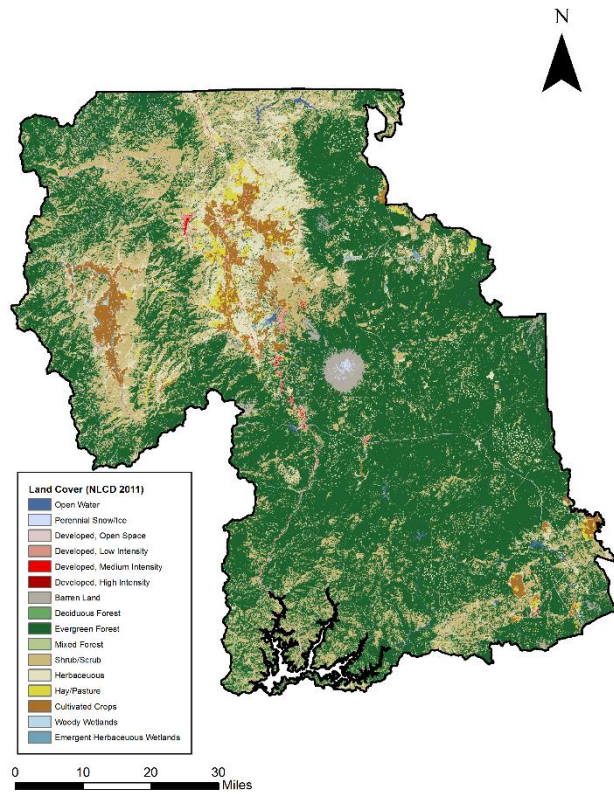 N
Land Cover (NLCD 2011)
Open Water
Perennial Snow/Ice
Developed, Open Space
Developed, Low Intensity
Developed, Medium Intensity
Developed, High Intensity
Barren Land
Deciduous Forest
Evergreen Forest
Mixed Forest
Shrub/Scrub
Herbaceuous
Hay/Pasture
Cultivated Crops
Woody Wetlands
Emergent Herbaceuous Wetlands
0 10 20 30
Miles